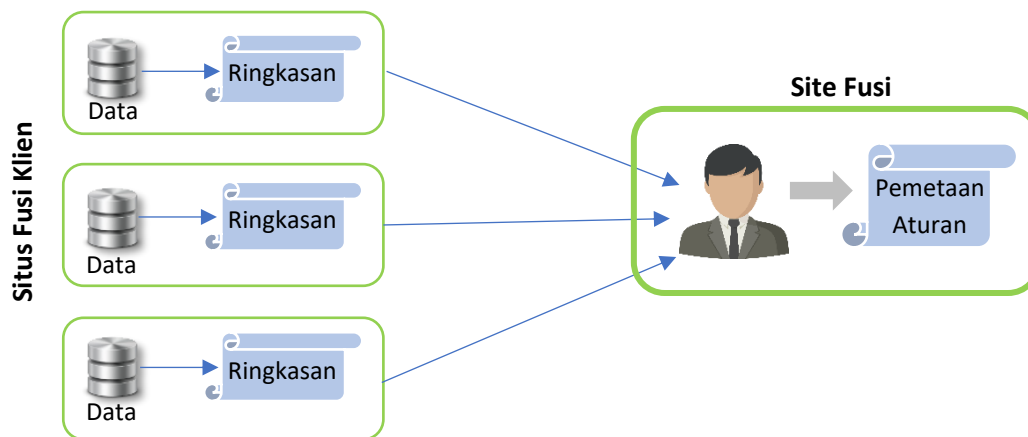 Situs Fusi Klien
Ringkasan
Data
Ringkasan
Data
Ringkasan
Data
Site Fusi
Pemetaan
Aturan